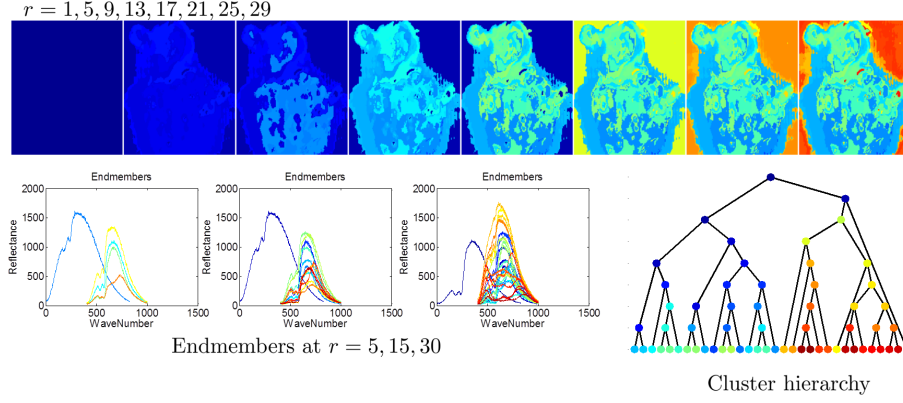 r = 1, 5, 9, 13, 17, 21, 25, 29
Endmembers
2000
1500
1000
500
0
0 500 1000 1500
Reflectance
WaveNumber
Endmembers
2000
1500
1000
500
0
0 500 1000 1500
Reflectance
WaveNumber
Endmembers
2000
1500
1000
500
0
0 500 1000 1500
Reflectance
WaveNumber
Endmembers at r = 5, 15, 30
Cluster hierarchy